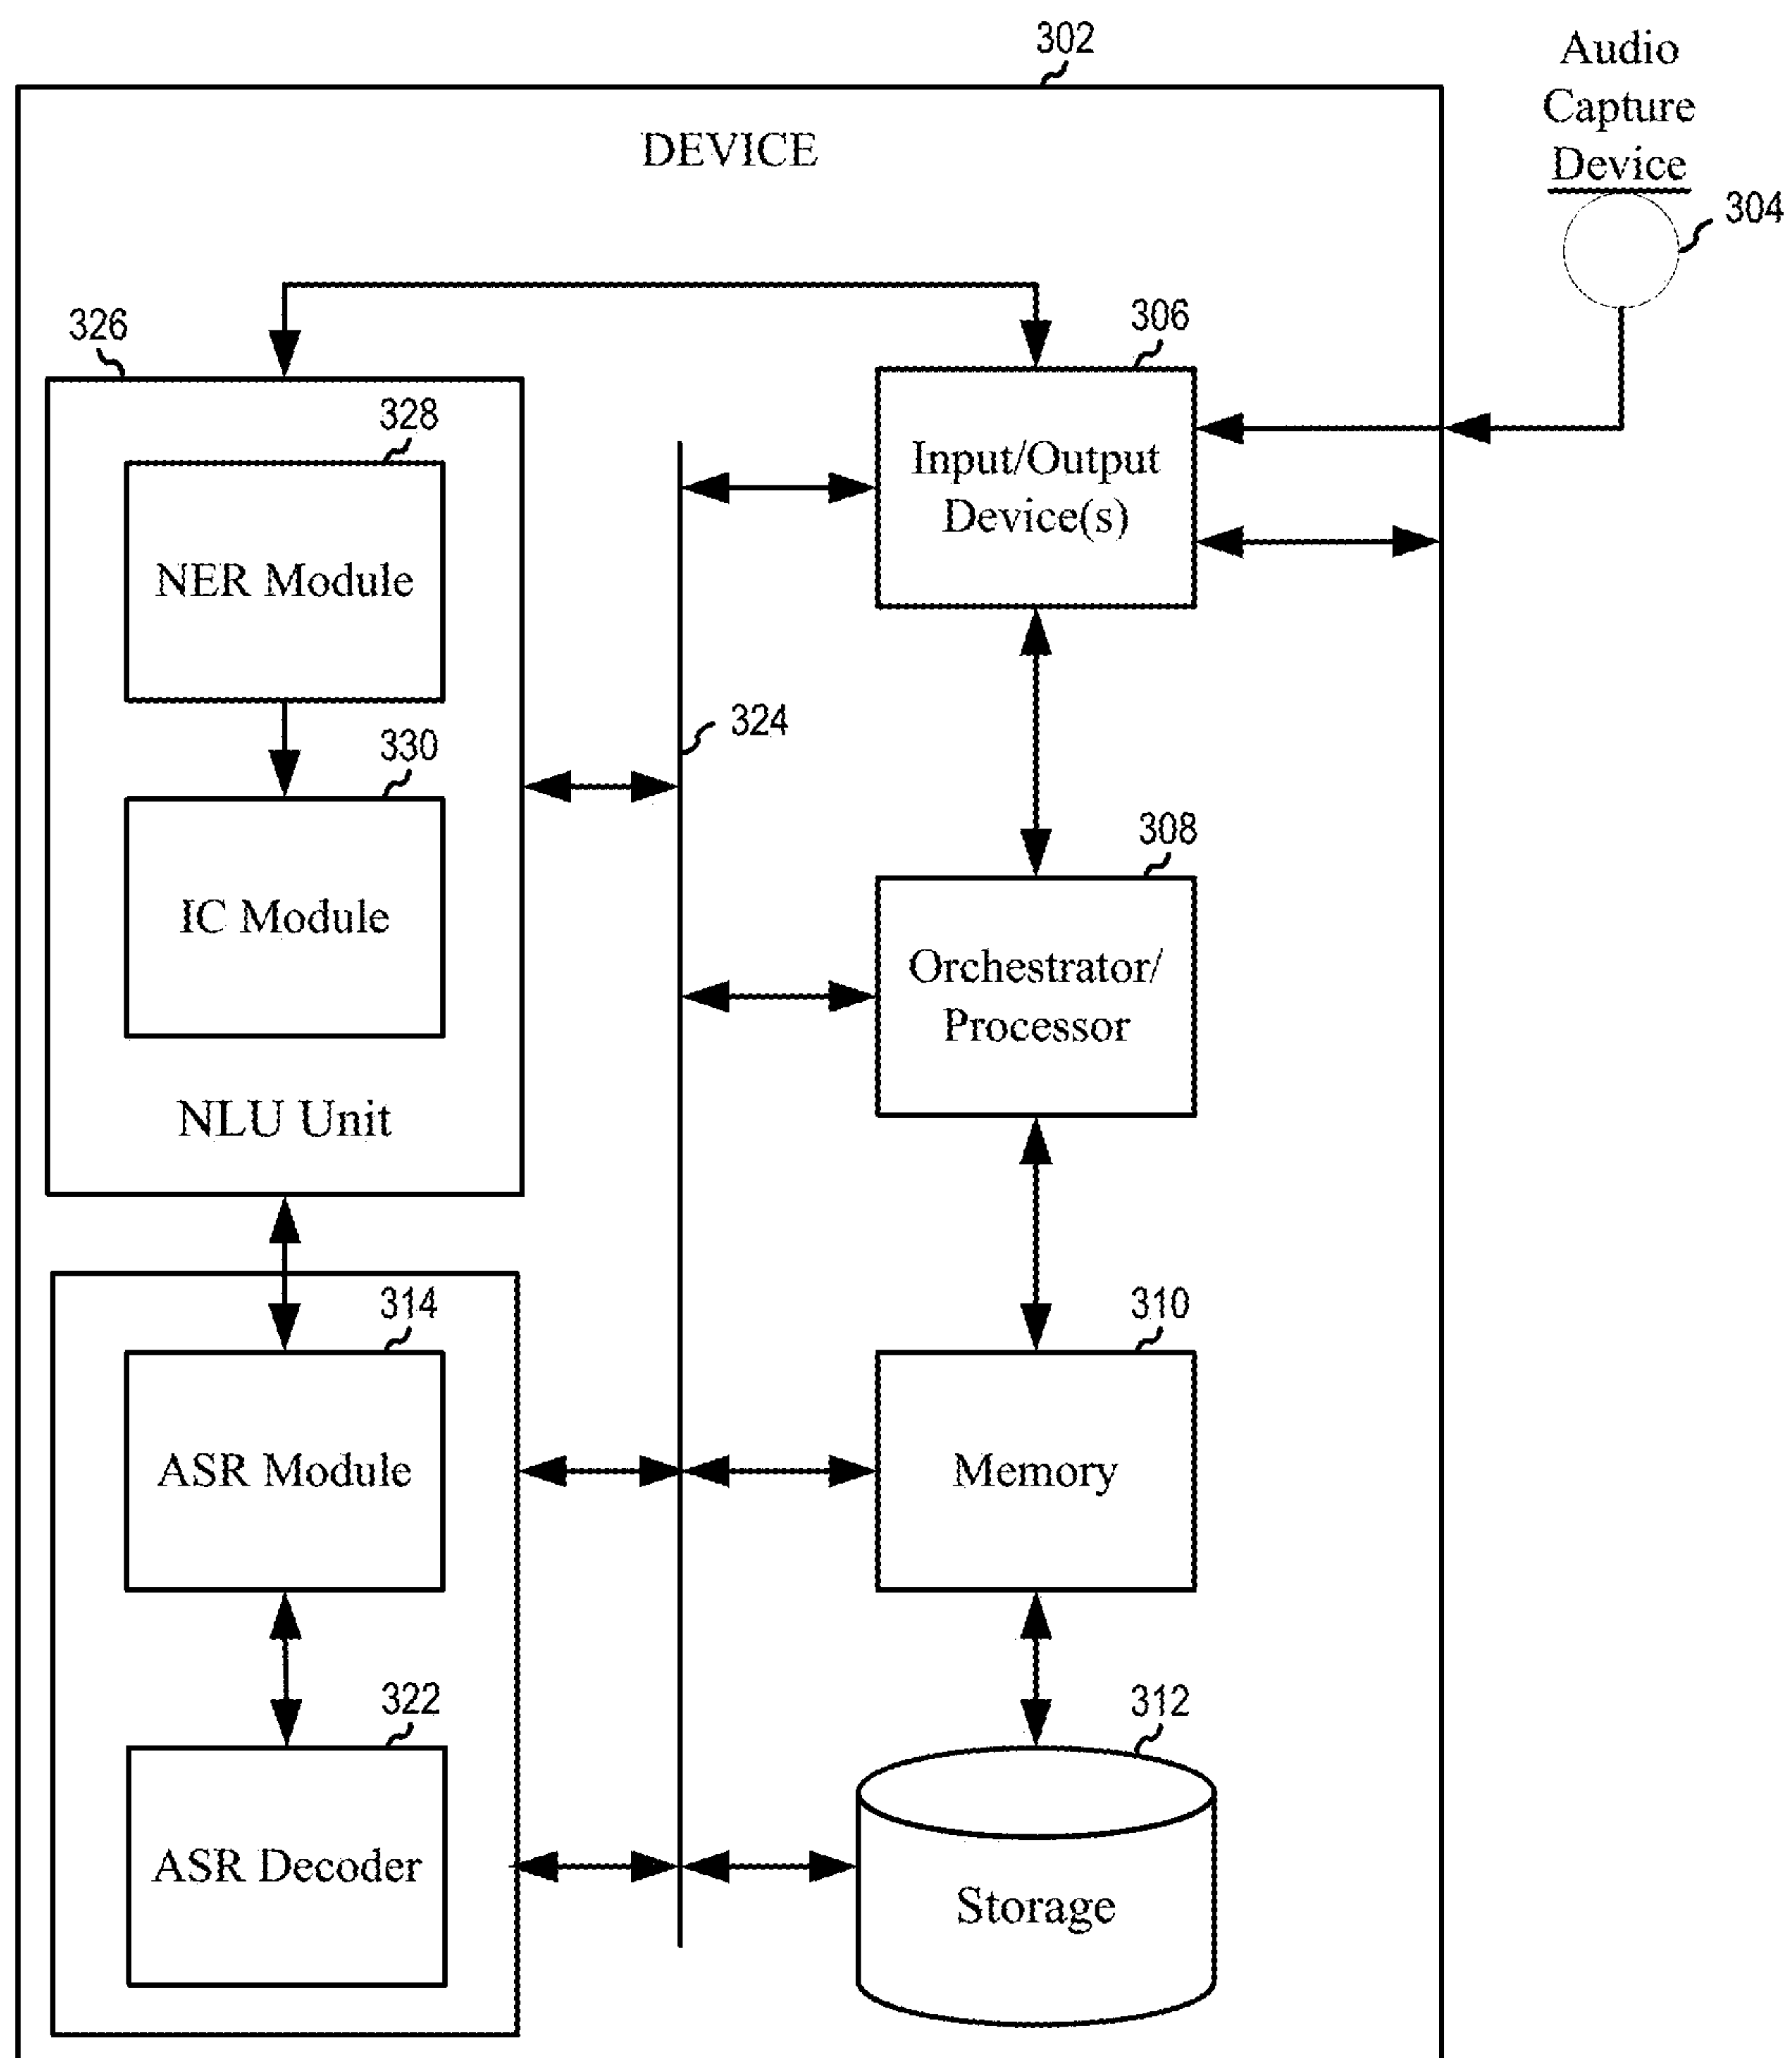 302
Audio
Capture
Device
304
DEVICE
326
306
328
Input/Output
Device(s)
NER Module
324
330
308
IC Module
Orchestrator/
Processor
NLU Unit
314
310
ASR Module
Memory
322
312
ASR Decoder
Storage